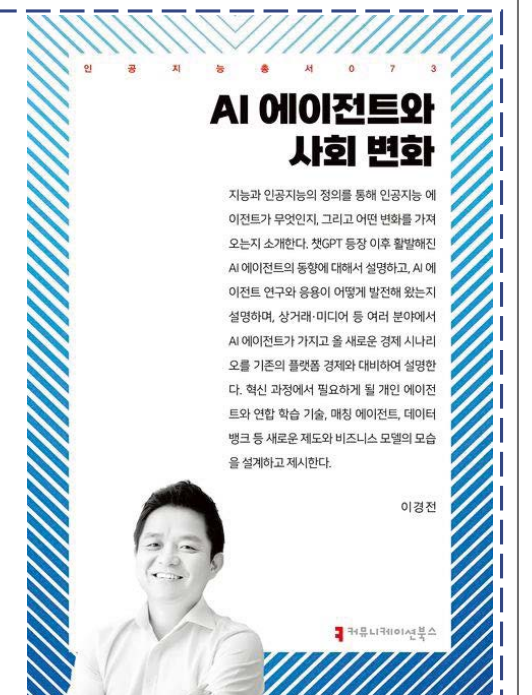 인공지능총서073
AI 에이전트와
사회 변화
지능과 인공지능의 정의를 통해 인공지능 에
이전트가 무엇인지, 그리고 어떤 변화를 가져
오는지 소개한다. 챗GPT 등장 이후 활발해진
AI 에이전트의 동향에 대해서 설명하고, AI 에
이전트 연구와 응용이 어떻게 발전해 왔는지
설명하며, 상거래·미디어 등 여러 분야에서
AI 에이전트가 가지고 올 새로운 경제 시나리
오를 기존의 플랫폼 경제와 대비하여 설명한
다. 혁신 과정에서 필요하게 될 개인 에이전
트와 연합 학습 기술, 매칭 에이전트, 데이터
뱅크 등 새로운 제도와 비즈니스 모델의 모습
을 설계하고 제시한다.
이경전
커뮤니케이션북스